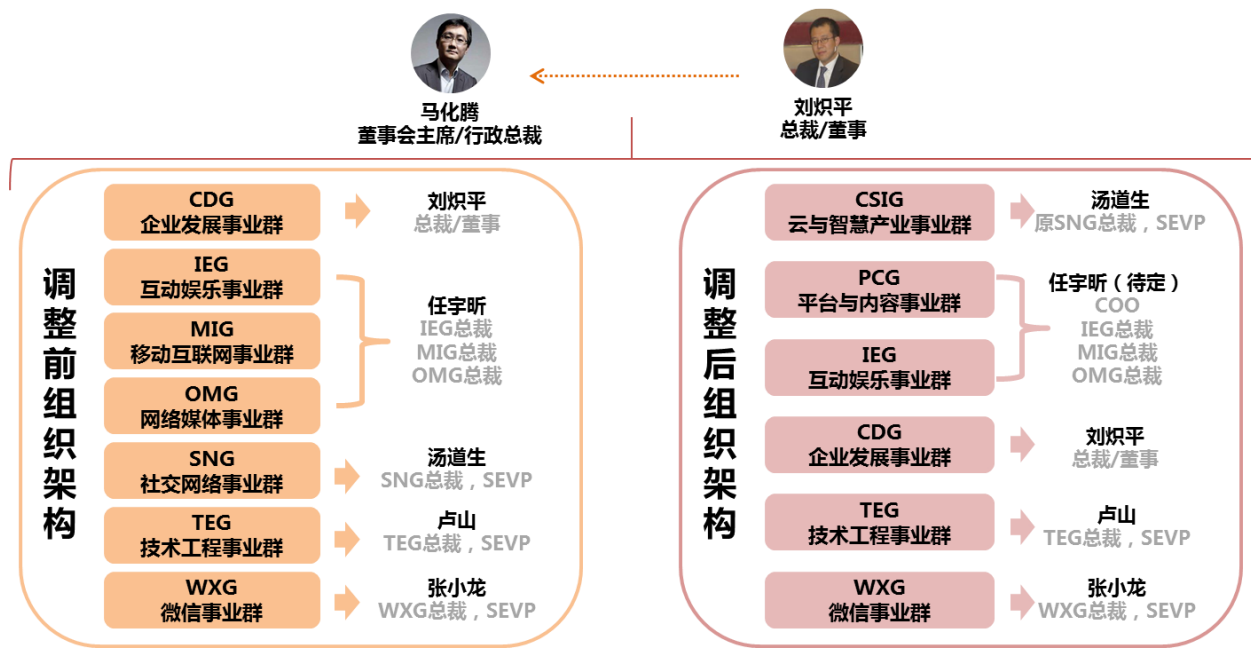 马化腾
董事会主席/行政总裁
刘炽平
总裁/董事
调整前组织架构
CDG
企业发展事业群
刘炽平
总裁/董事
IEG
互动娱乐事业群
MIG
移动互联网事业群
OMG
网络媒体事业群
任宇昕
IEG总裁
MIG总裁
OMG总裁
SNG
社交网络事业群
汤道生
SNG总裁，SEVP
TEG
技术工程事业群
卢山
TEG总裁，SEVP
WXG
微信事业群
张小龙
WXG总裁，SEVP
调整后组织架构
CSIG
云与智慧产业事业群
汤道生
原SNG总裁，SEVP
PCG
平台与内容事业群
IEG
互动娱乐事业群
任宇昕（待定）
COO
IEG总裁
MIG总裁
OMG总裁
CDG
企业发展事业群
刘炽平
总裁/董事
TEG
技术工程事业群
卢山
TEG总裁，SEVP
WXG
微信事业群
张小龙
WXG总裁，SEVP